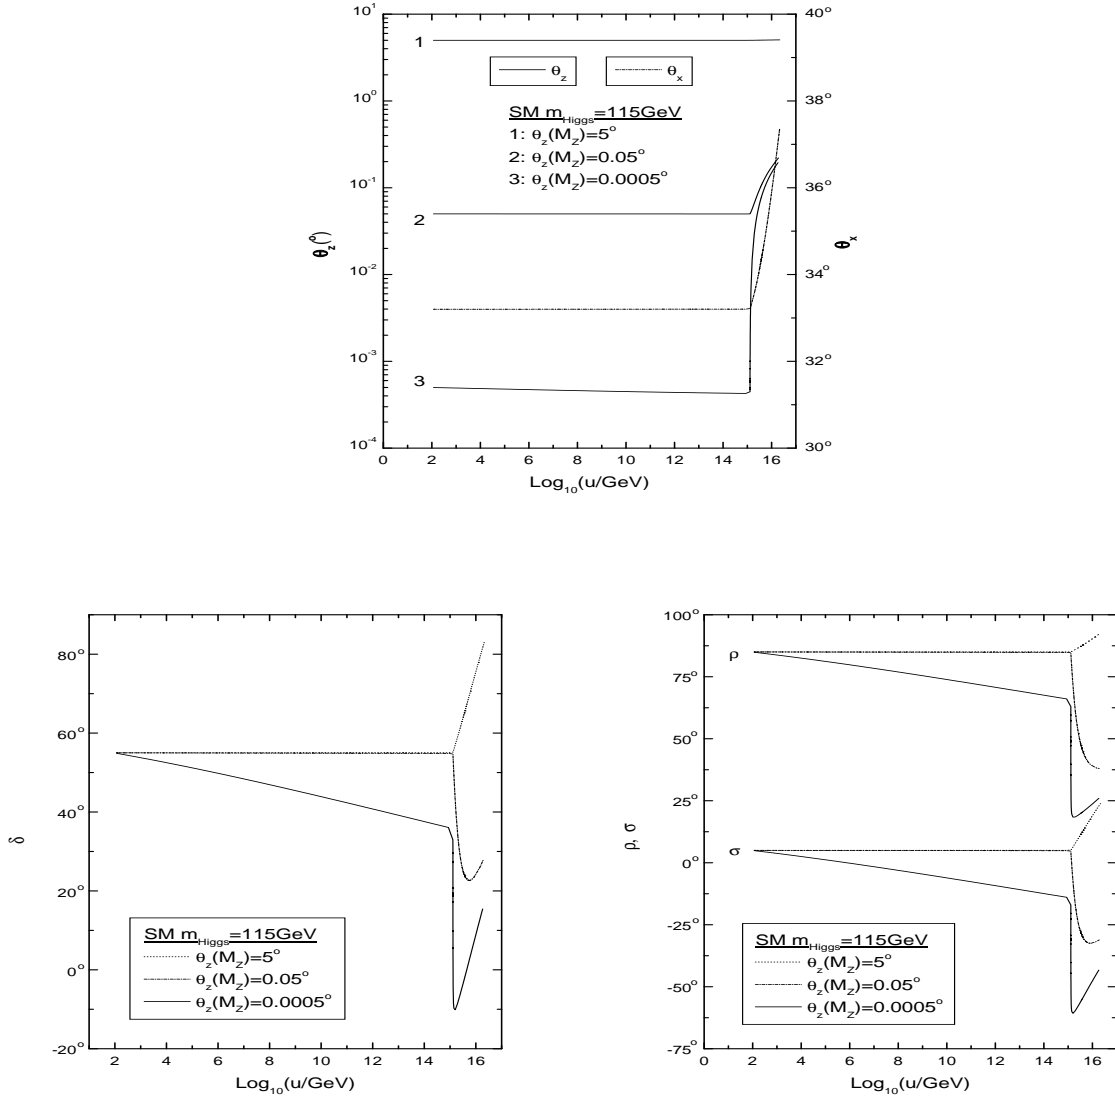 10¹ 40°
1
θz θx
10⁰ 38°
SM mHiggs=115GeV
1: θz(MZ)=5°
2: θz(MZ)=0.05°
3: θz(MZ)=0.0005°
10⁻¹ 36°
2
θz(°) θx
10⁻² 34°
10⁻³ 32°
3
10⁻⁴ 30°
0 2 4 6 8 10 12 14 16
Log₁₀(u/GeV)
80°
60°
40°
δ
20°
0°
-20°
SM mHiggs=115GeV
θz(MZ)=5°
θz(MZ)=0.05°
θz(MZ)=0.0005°
2 4 6 8 10 12 14 16
Log₁₀(u/GeV)
100°
ρ
75°
50°
25°
ρ, σ
σ
0°
-25°
-50°
-75°
SM mHiggs=115GeV
θz(MZ)=5°
θz(MZ)=0.05°
θz(MZ)=0.0005°
0 2 4 6 8 10 12 14 16
Log₁₀(u/GeV)